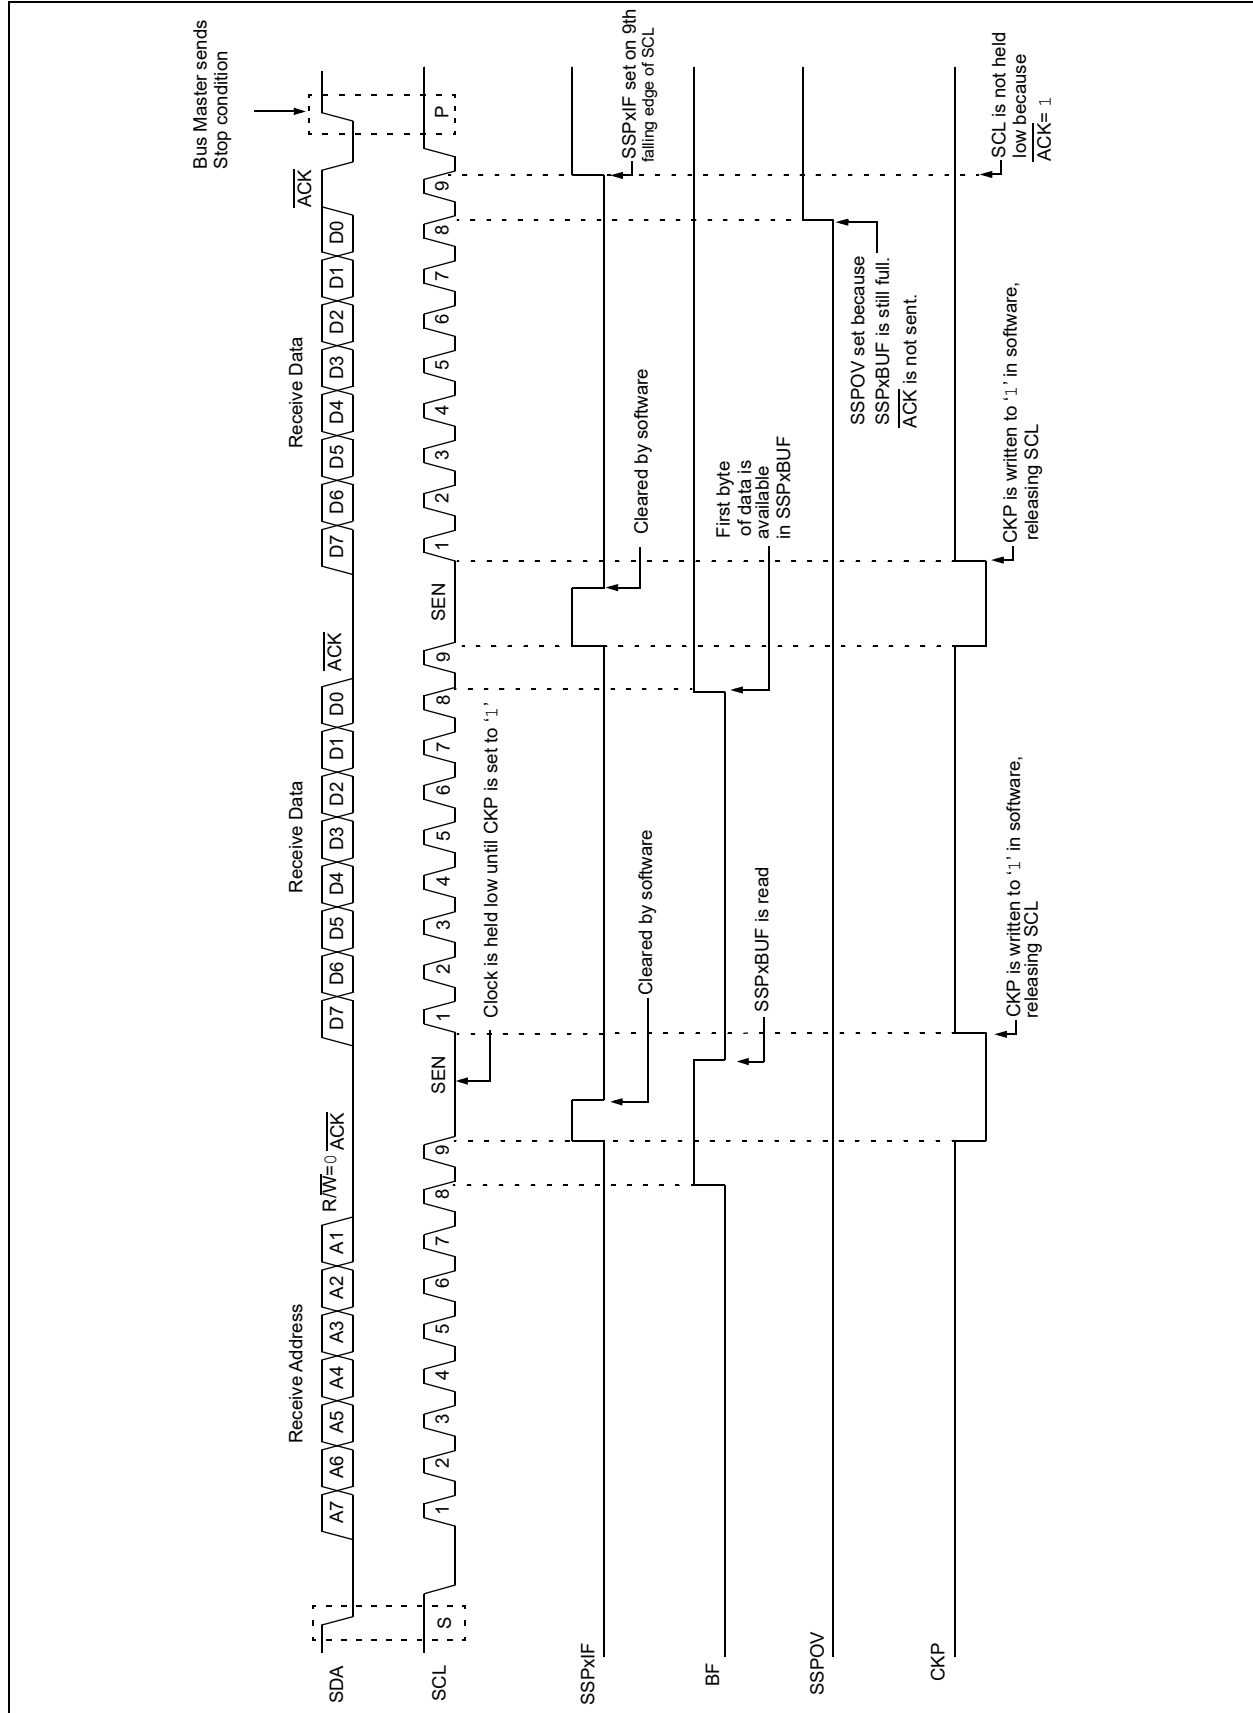 Bus Master sends
Stop condition
Receive Address
R/W=0
ACK
Receive Data
ACK
Receive Data
ACK
SDA
A7 A6 A5 A4 A3 A2 A1
D7 D6 D5 D4 D3 D2 D1 D0
D7 D6 D5 D4 D3 D2 D1 D0
SCL
S
1 2 3 4 5 6 7 8 9
SEN
1 2 3 4 5 6 7 8 9
SEN
1 2 3 4 5 6 7 8 9
P
Clock is held low until CKP is set to ‘1’
SSPxIF
Cleared by software
Cleared by software
SSPxIF set on 9th
falling edge of SCL
BF
SSPxBUF is read
First byte
of data is
available
in SSPxBUF
SSPOV
SSPOV set because
SSPxBUF is still full.
ACK is not sent.
CKP
CKP is written to ‘1’ in software,
releasing SCL
CKP is written to ‘1’ in software,
releasing SCL
SCL is not held
low because
ACK= 1